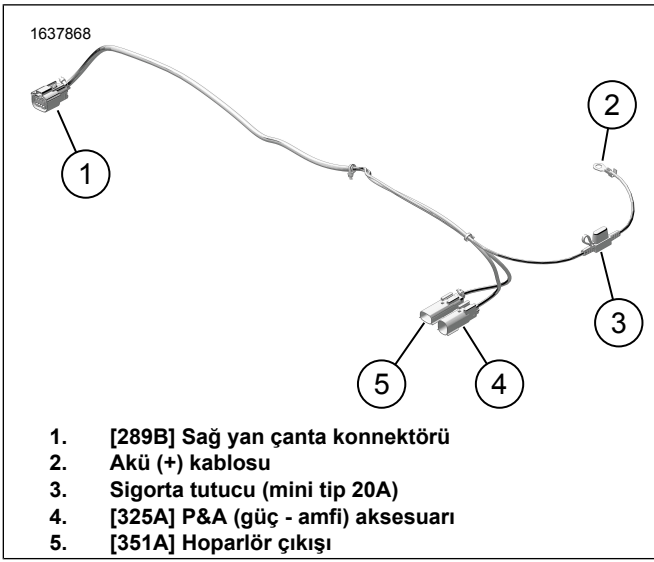 1637868
1
2
3
4
5
1. [289B] Sağ yan çanta konnektörü
2. Akü (+) kablosu
3. Sigorta tutucu (mini tip 20A)
4. [325A] P&A (güç - amfi) aksesuarı
5. [351A] Hoparlör çıkışı